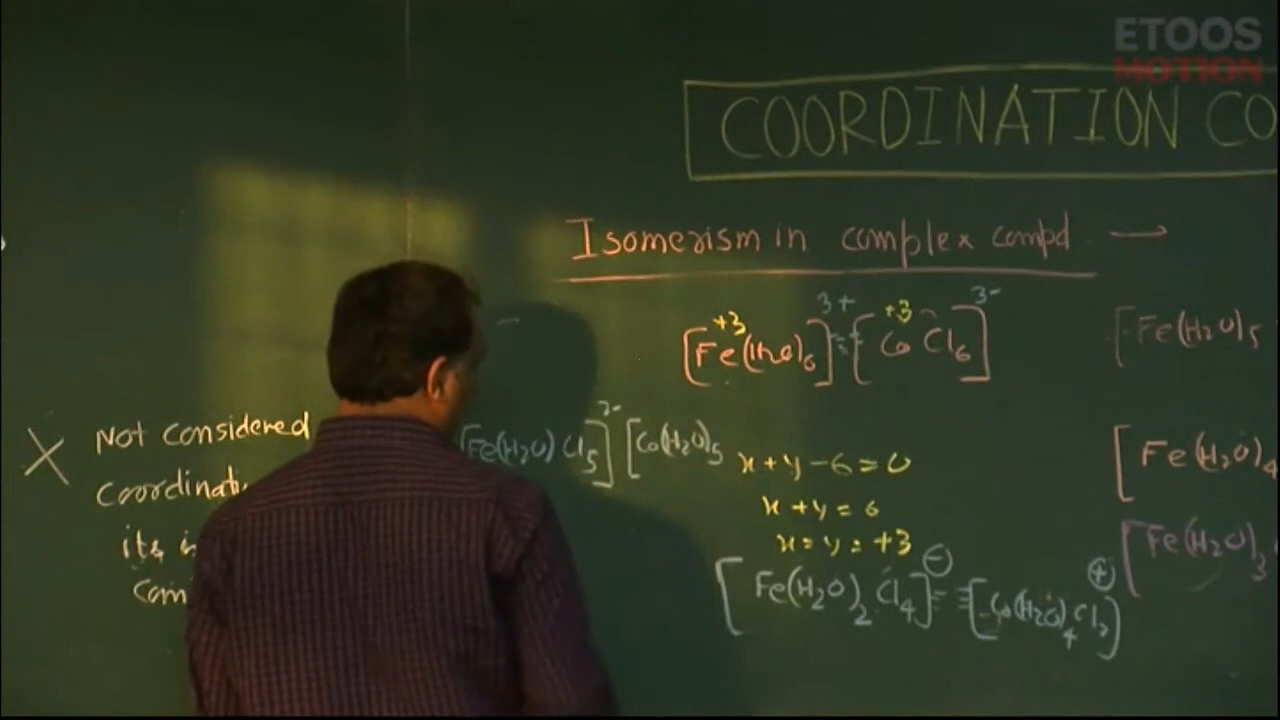 ETOOS
MOTION
COORDINATION CO
Isomerism in complex compd →
[Fe(H2O)6]3+ [Co Cl6]3-
+3 +3
[Fe(H2O)5
X Not Considered
Coordinati
its
Com
[Fe(H2O) Cl5]2- [Co(H2O)5
x + y - 6 = 0
x + y = 6
x = y = +3
[Fe(H2O)4
[Fe(H2O)3
[Fe(H2O)2 Cl4]- [Co(H2O)4 Cl2]+